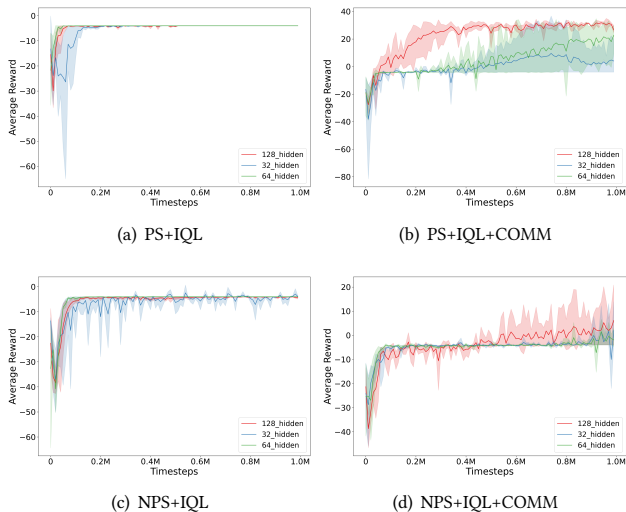 0
−10
−20
−30
−40
−50
−60
Average Reward
0
0.2M
0.4M
0.6M
0.8M
1.0M
Timesteps
128_hidden
32_hidden
64_hidden
(a) PS+IQL
40
20
0
−20
−40
−60
−80
Average Reward
0
0.2M
0.4M
0.6M
0.8M
1.0M
Timesteps
128_hidden
32_hidden
64_hidden
(b) PS+IQL+COMM
0
−10
−20
−30
−40
−50
−60
Average Reward
0
0.2M
0.4M
0.6M
0.8M
1.0M
Timesteps
128_hidden
32_hidden
64_hidden
(c) NPS+IQL
20
10
0
−10
−20
−30
−40
Average Reward
0
0.2M
0.4M
0.6M
0.8M
1.0M
Timesteps
128_hidden
32_hidden
64_hidden
(d) NPS+IQL+COMM